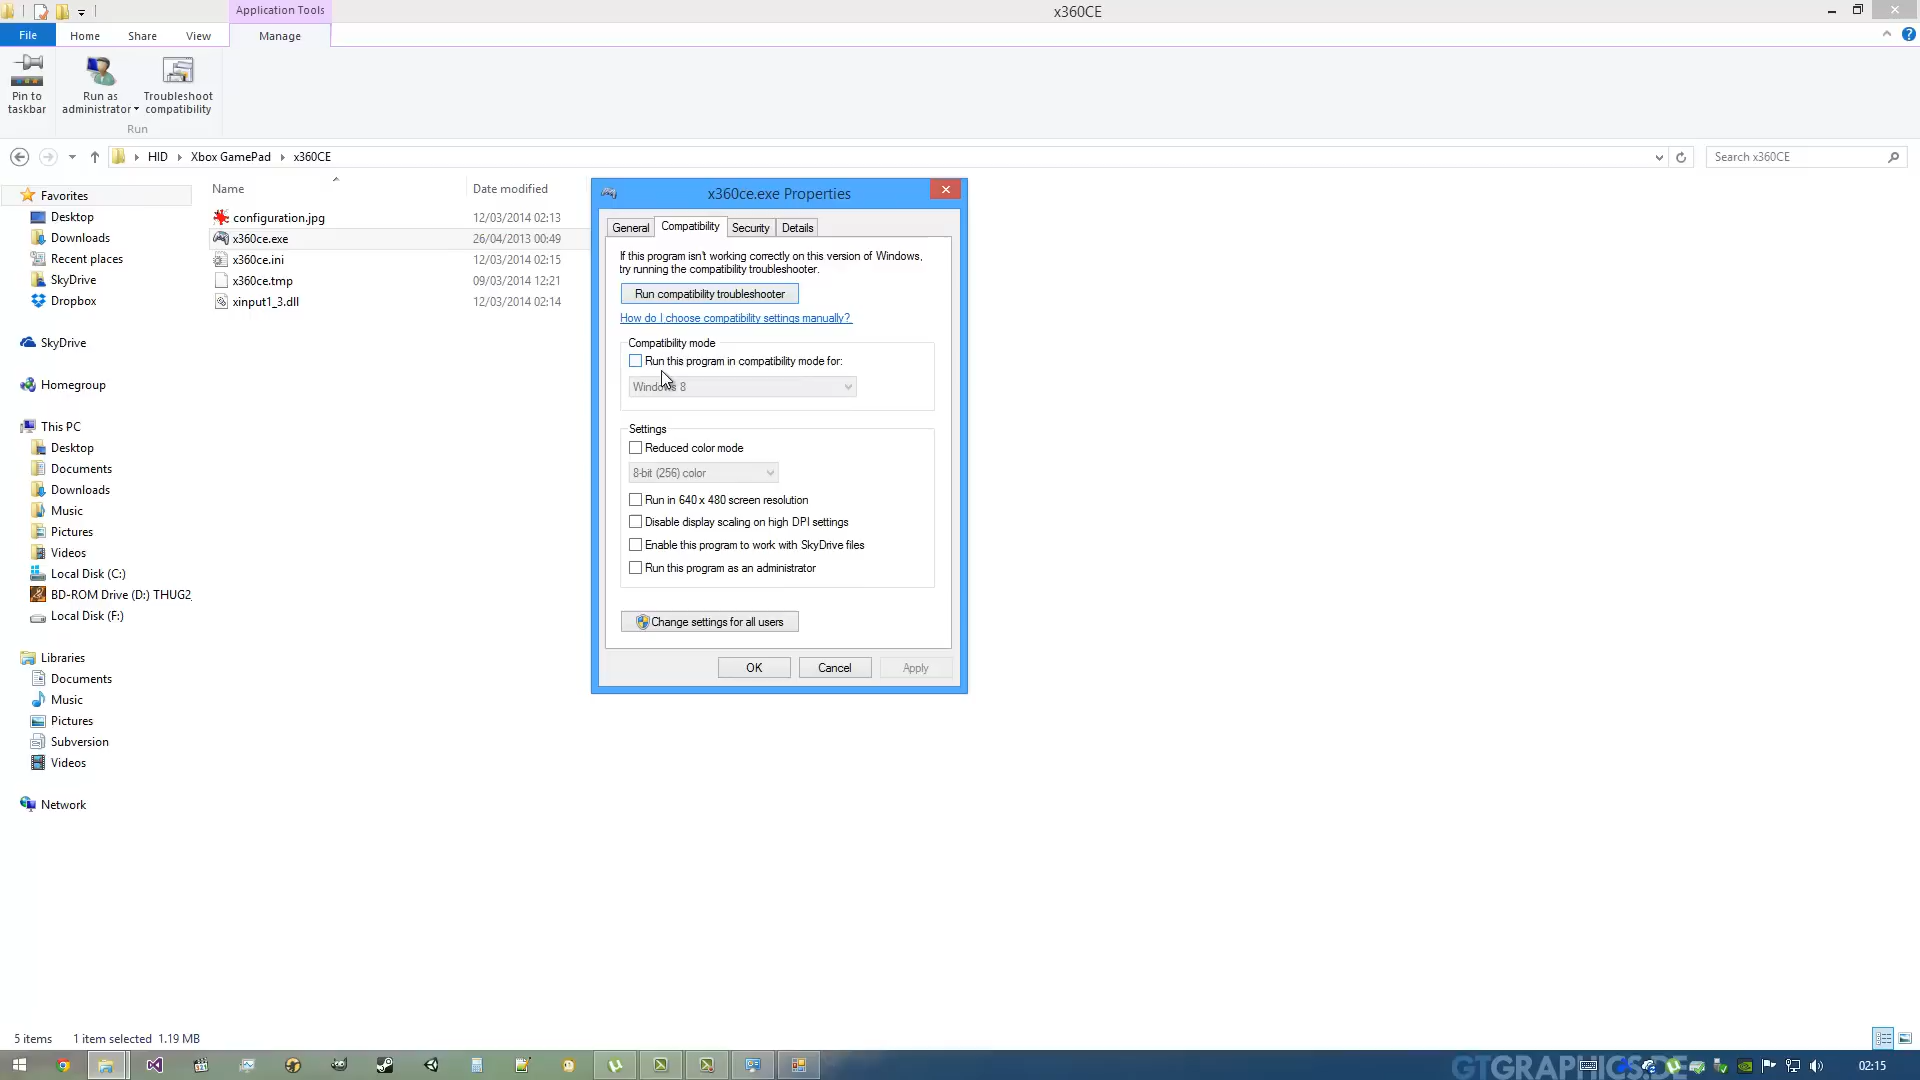 Application Tools
x360CE
File
Home
Share
View
Manage
Pin to
taskbar
Run as
administrator
Troubleshoot
compatibility
Run
HID
Xbox GamePad
x360CE
Search x360CE
Favorites
Desktop
Downloads
Recent places
SkyDrive
Dropbox
SkyDrive
Homegroup
This PC
Desktop
Documents
Downloads
Music
Pictures
Videos
Local Disk (C:)
BD-ROM Drive (D:) THUG2
Local Disk (F:)
Libraries
Documents
Music
Pictures
Subversion
Videos
Network
Name
Date modified
configuration.jpg
12/03/2014 02:13
x360ce.exe
26/04/2013 00:49
x360ce.ini
12/03/2014 02:15
x360ce.tmp
09/03/2014 12:21
xinput1_3.dll
12/03/2014 02:14
x360ce.exe Properties
General
Compatibility
Security
Details
If this program isn't working correctly on this version of Windows,
try running the compatibility troubleshooter.
Run compatibility troubleshooter
How do I choose compatibility settings manually?
Compatibility mode
Run this program in compatibility mode for:
Windows 8
Settings
Reduced color mode
8-bit (256) color
Run in 640 x 480 screen resolution
Disable display scaling on high DPI settings
Enable this program to work with SkyDrive files
Run this program as an administrator
Change settings for all users
OK
Cancel
Apply
5 items
1 item selected 1.19 MB
GTGRAPHICS.DE
02:15